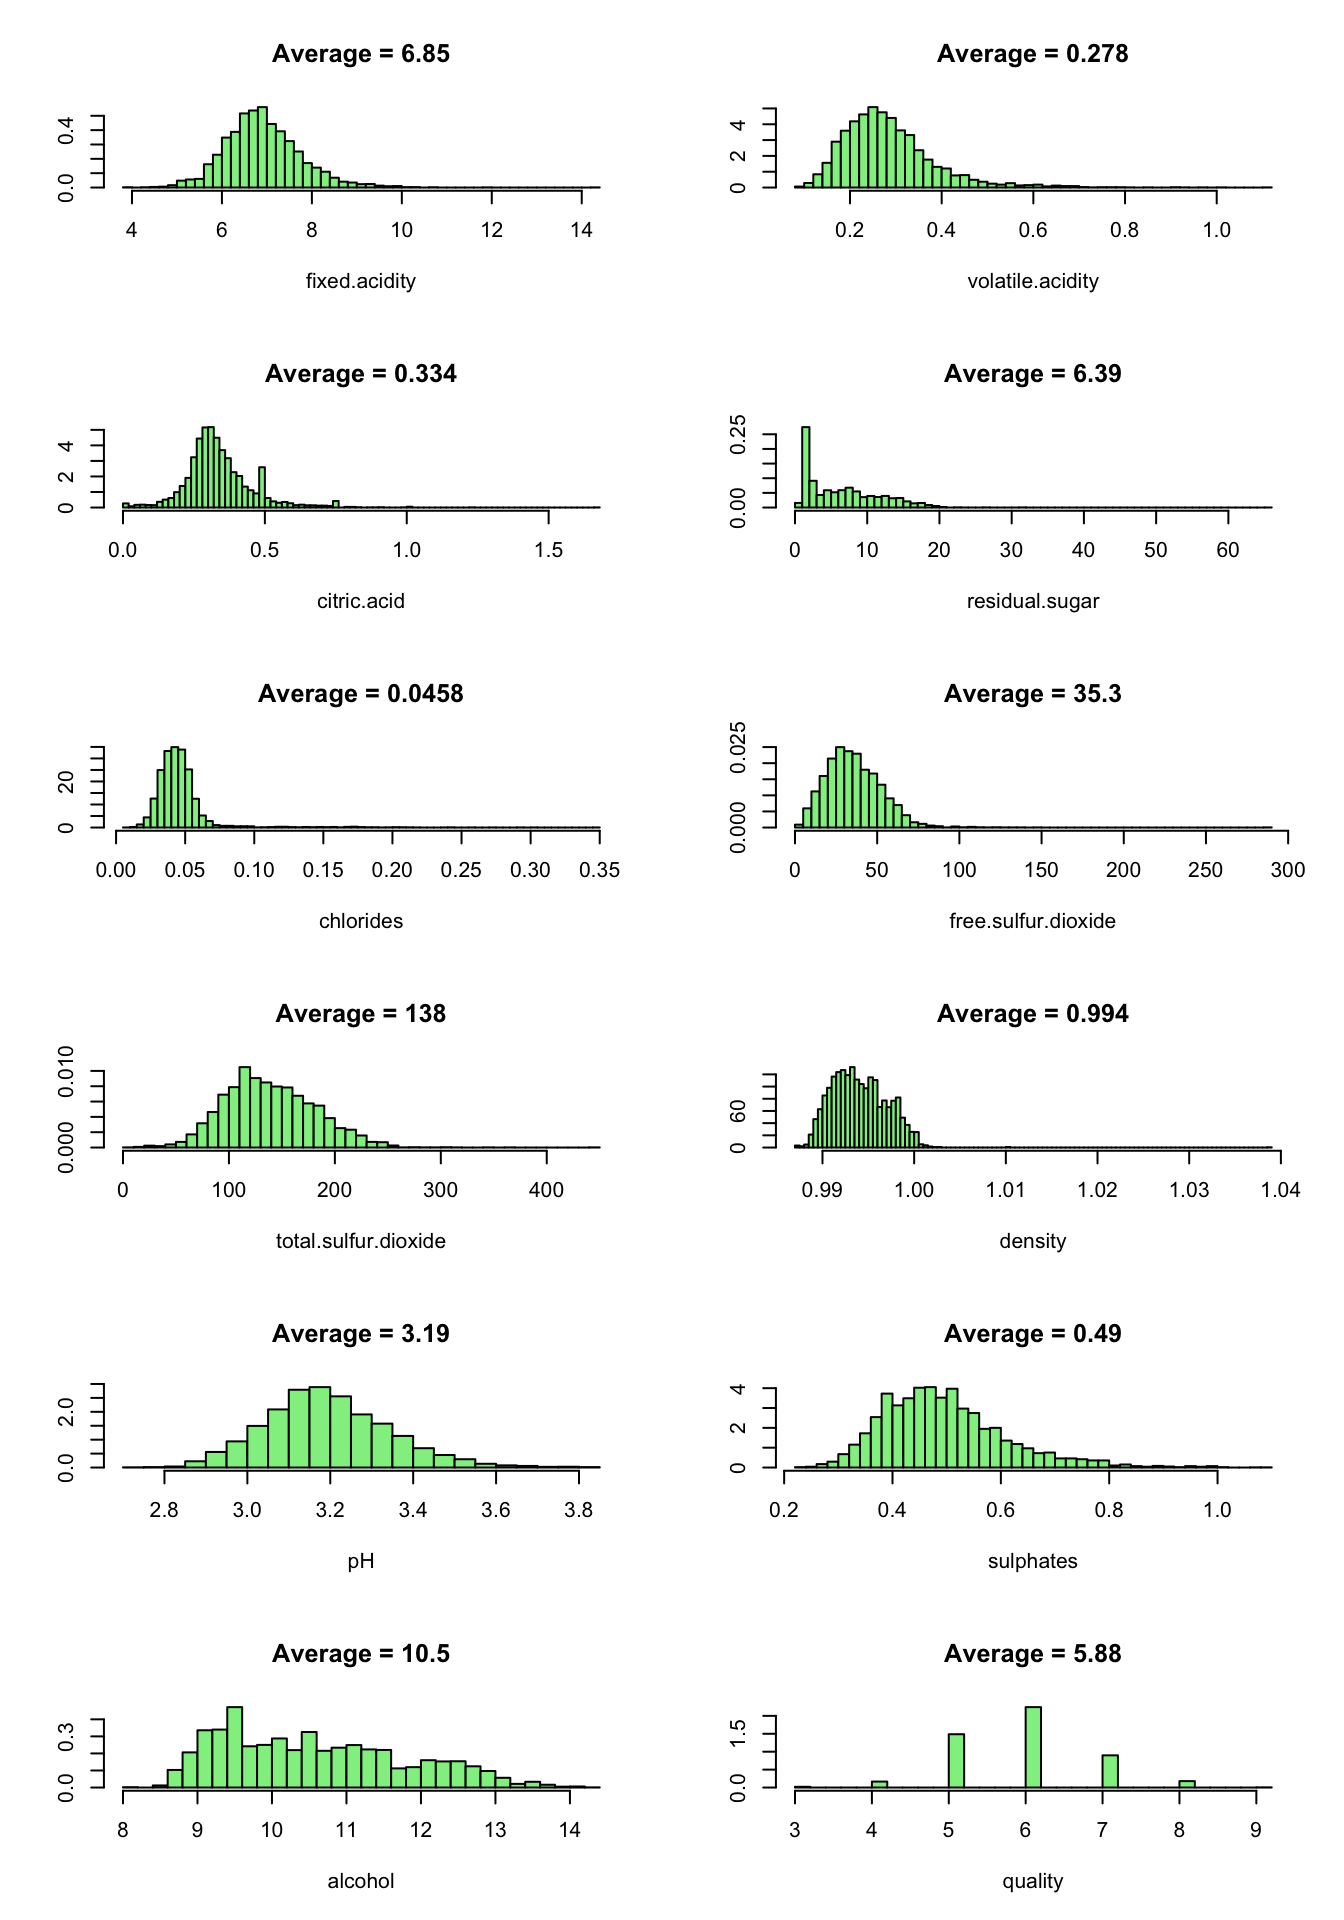 Average = 6.85
0.0 0.4
4 6 8 10 12 14
fixed.acidity
Average = 0.278
0 2 4
0.2 0.4 0.6 0.8 1.0
volatile.acidity
Average = 0.334
0 2 4
0.0 0.5 1.0 1.5
citric.acid
Average = 6.39
0.00 0.25
0 10 20 30 40 50 60
residual.sugar
Average = 0.0458
0 20
0.00 0.05 0.10 0.15 0.20 0.25 0.30 0.35
chlorides
Average = 35.3
0.000 0.025
0 50 100 150 200 250 300
free.sulfur.dioxide
Average = 138
0.000 0.010
0 100 200 300 400
total.sulfur.dioxide
Average = 0.994
0 60
0.99 1.00 1.01 1.02 1.03 1.04
density
Average = 3.19
0.0 2.0
2.8 3.0 3.2 3.4 3.6 3.8
pH
Average = 0.49
0 2 4
0.2 0.4 0.6 0.8 1.0
sulphates
Average = 10.5
0.0 0.3
8 9 10 11 12 13 14
alcohol
Average = 5.88
0.0 1.5
3 4 5 6 7 8 9
quality